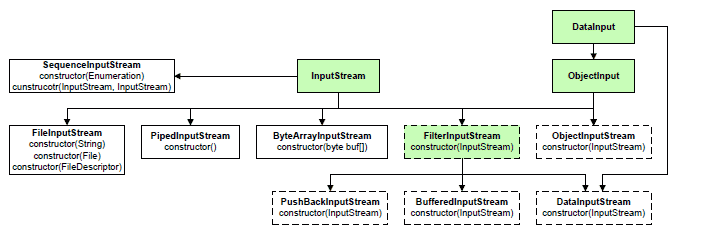 DataInput
SequenceInputStream
constructor(Enumeration)
cunstrucotr(InputStream, InputStream)
InputStream
ObjectInput
FileInputStream
constructor(String)
constructor(File)
constructor(FileDescriptor)
PipedInputStream
constructor()
ByteArrayInputStream
constructor(byte buf[])
FilterInputStream
constructor(InputStream)
ObjectInputStream
constructor(InputStream)
PushBackInputStream
constructor(InputStream)
BufferedInputStream
constructor(InputStream)
DataInputStream
constructor(InputStream)